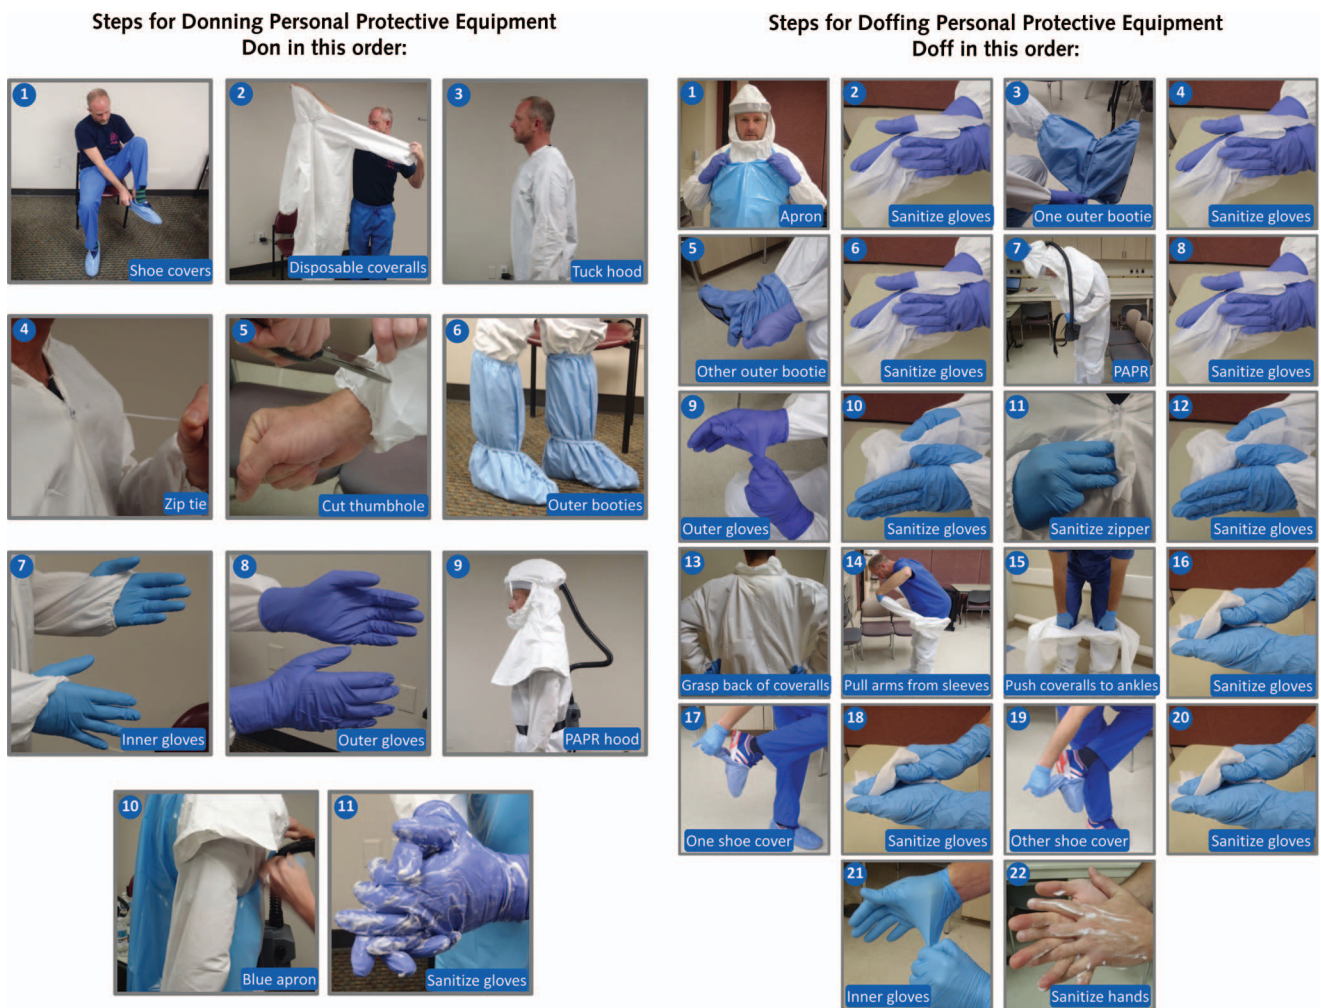 Steps for Donning Personal Protective Equipment
Don in this order:
1
Shoe covers
2
Disposable coveralls
3
Tuck hood
4
Zip tie
5
Cut thumbhole
6
Outer booties
7
Inner gloves
8
Outer gloves
9
PAPR hood
10
Blue apron
11
Sanitize gloves
Steps for Doffing Personal Protective Equipment
Doff in this order:
1
Apron
2
Sanitize gloves
3
One outer bootie
4
Sanitize gloves
5
Other outer bootie
6
Sanitize gloves
7
PAPR
8
Sanitize gloves
9
Outer gloves
10
Sanitize gloves
11
Sanitize zipper
12
Sanitize gloves
13
Grasp back of coveralls
14
Pull arms from sleeves
15
Push coveralls to ankles
16
Sanitize gloves
17
One shoe cover
18
Sanitize gloves
19
Other shoe cover
20
Sanitize gloves
21
Inner gloves
22
Sanitize hands